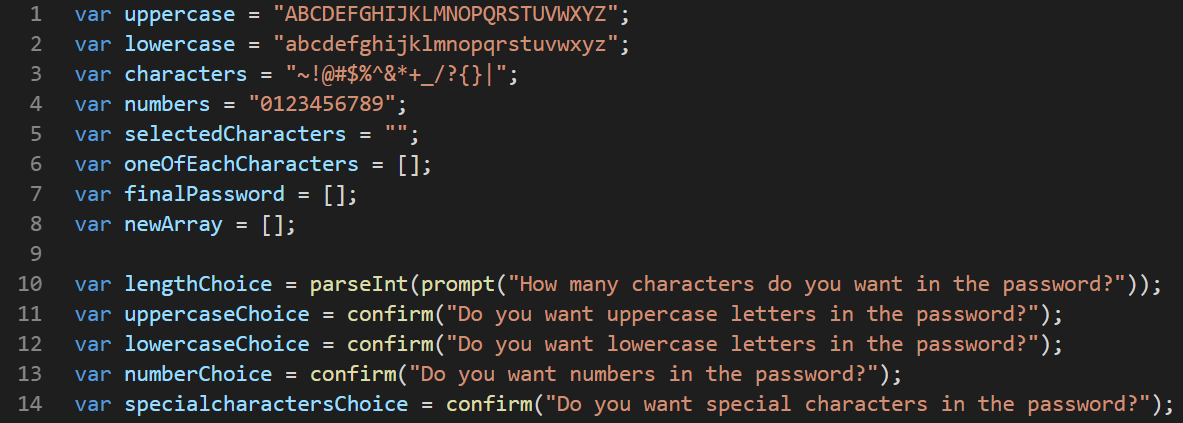 1 var uppercase = "ABCDEFGHIJKLMNOPQRSTUVWXYZ";
2 var lowercase = "abcdefghijklmnopqrstuvwxyz";
3 var characters = "~!@#$%^&*+_/?{}|";
4 var numbers = "0123456789";
5 var selectedCharacters = "";
6 var oneOfEachCharacters = [];
7 var finalPassword = [];
8 var newArray = [];
9
10 var lengthChoice = parseInt(prompt("How many characters do you want in the password?"));
11 var uppercaseChoice = confirm("Do you want uppercase letters in the password?");
12 var lowercaseChoice = confirm("Do you want lowercase letters in the password?");
13 var numberChoice = confirm("Do you want numbers in the password?");
14 var specialcharactersChoice = confirm("Do you want special characters in the password?");